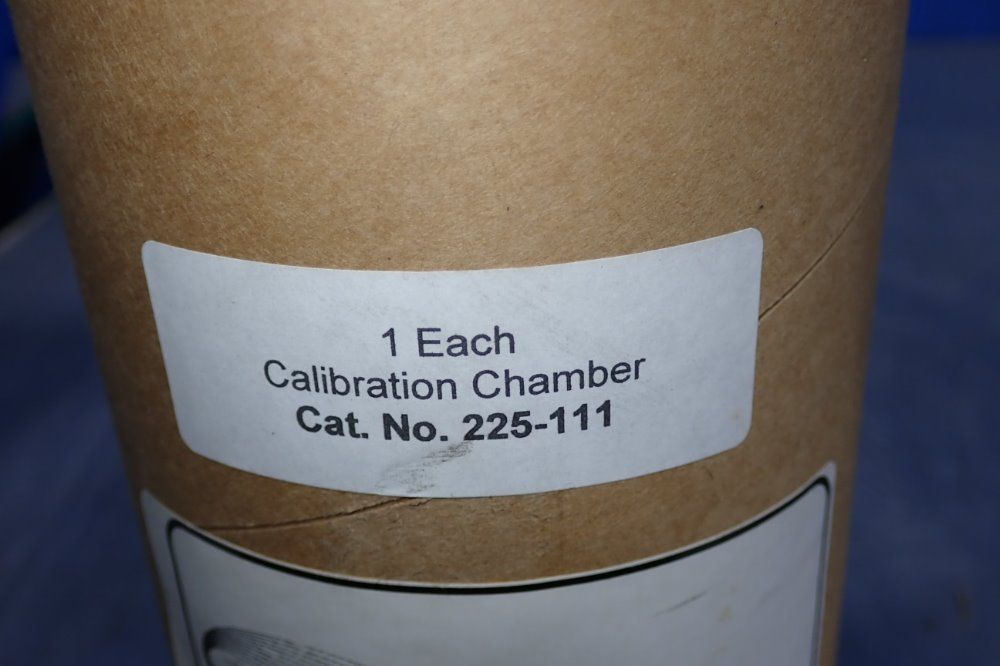 1 Each
Calibration Chamber
Cat. No. 225-111